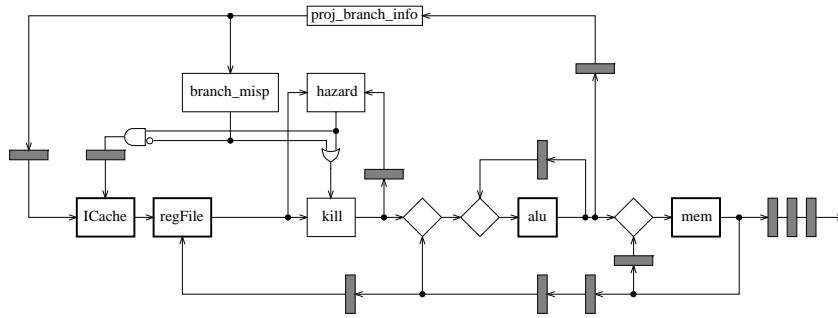 proj_branch_info
branch_misp
hazard
ICache
regFile
kill
alu
mem